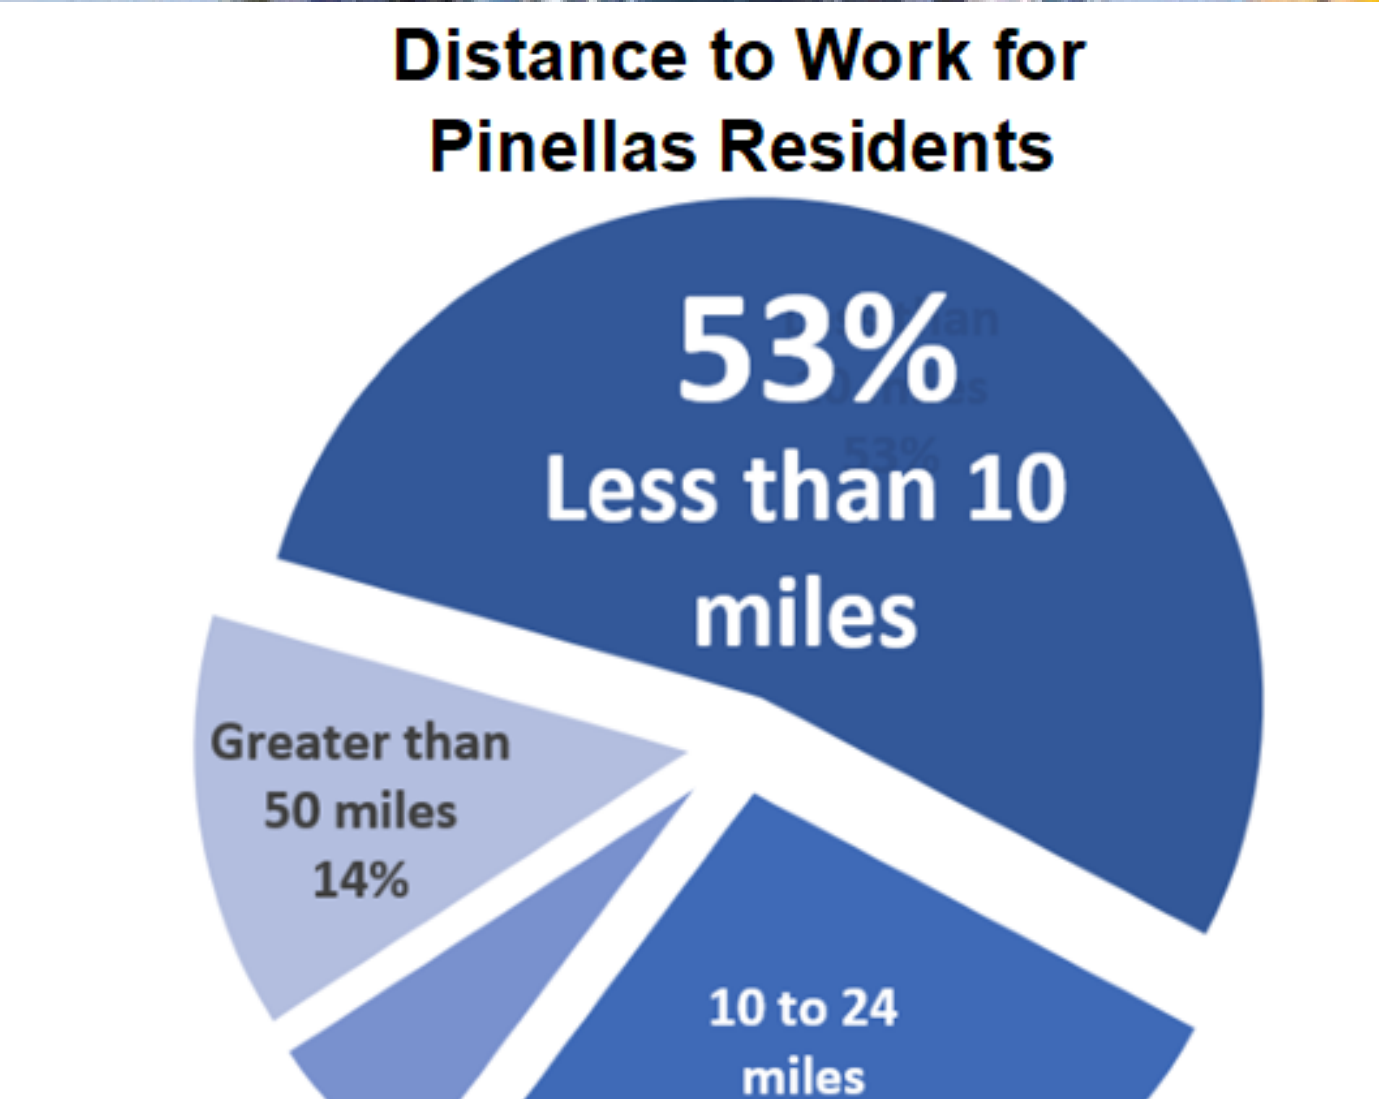 Distance to Work for
Pinellas Residents
53%
Less than 10
miles
53%
Greater than
50 miles
14%
10 to 24
miles